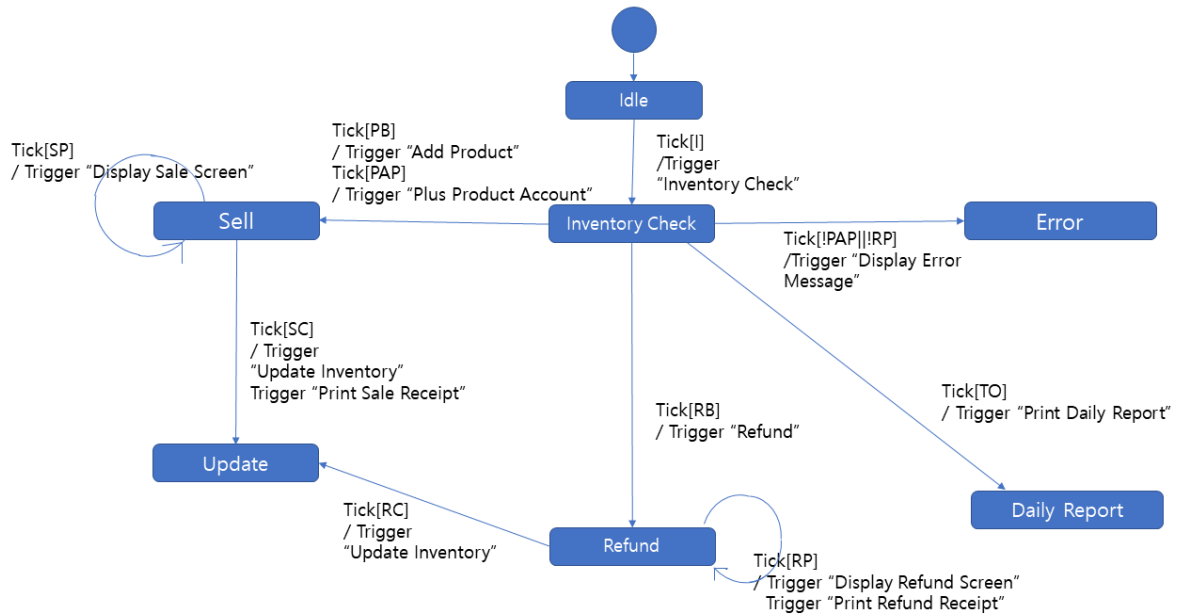 Idle
Tick[PB]
/ Trigger “Add Product”
Tick[PAP]
/ Trigger “Plus Product Account”
Tick[I]
/Trigger
“Inventory Check”
Tick[SP]
/ Trigger “Display Sale Screen”
Sell
Inventory Check
Error
Tick[!PAP||!RP]
/Trigger “Display Error
Message”
Tick[SC]
/ Trigger
“Update Inventory”
Trigger “Print Sale Receipt”
Tick[RB]
/ Trigger “Refund”
Tick[TO]
/ Trigger “Print Daily Report”
Update
Tick[RC]
/ Trigger
“Update Inventory”
Refund
Daily Report
Tick[RP]
/ Trigger “Display Refund Screen”
Trigger “Print Refund Receipt”